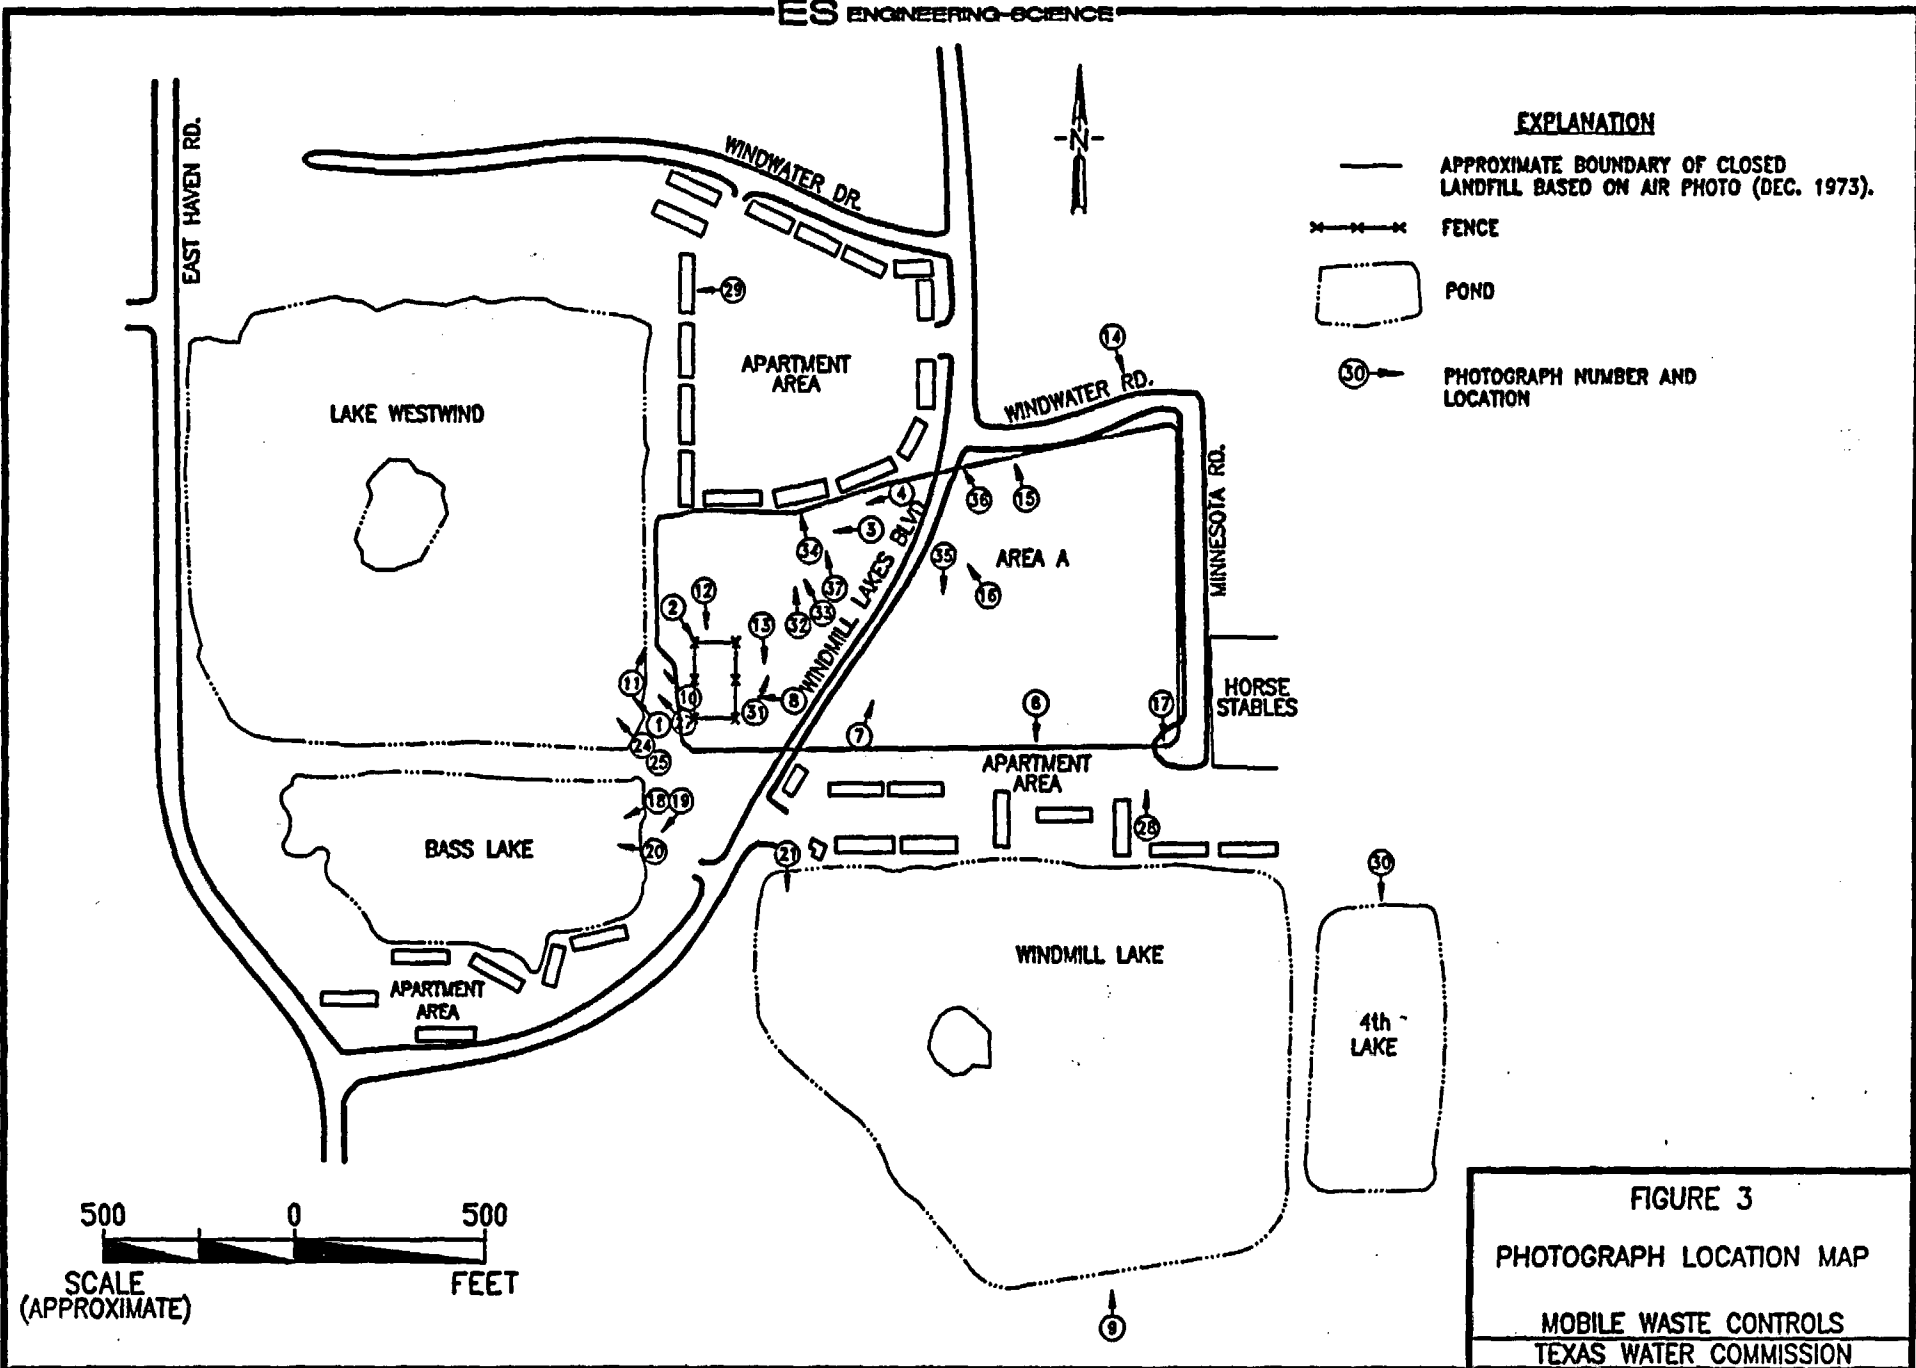 ES ENGINEERING-SCIENCE
EAST HAVEN RD.
WINDWATER DR.
-N-
EXPLANATION
APPROXIMATE BOUNDARY OF CLOSED
LANDFILL BASED ON AIR PHOTO (DEC. 1973).
FENCE
POND
30
PHOTOGRAPH NUMBER AND
LOCATION
29
14
APARTMENT
AREA
WINDWATER RD.
LAKE WESTWIND
MINNESOTA RD.
4
36
15
3
WINDMILL LAKES BLVD
34
35
AREA A
37
16
12
2
33
32
13
11
10
8
31
1
27
7
6
17
HORSE
STABLES
24
25
APARTMENT
AREA
18
19
28
BASS LAKE
20
21
30
WINDMILL LAKE
APARTMENT
AREA
4th
LAKE
500 0 500
SCALE
(APPROXIMATE)
FEET
9
FIGURE 3
PHOTOGRAPH LOCATION MAP
MOBILE WASTE CONTROLS
TEXAS WATER COMMISSION